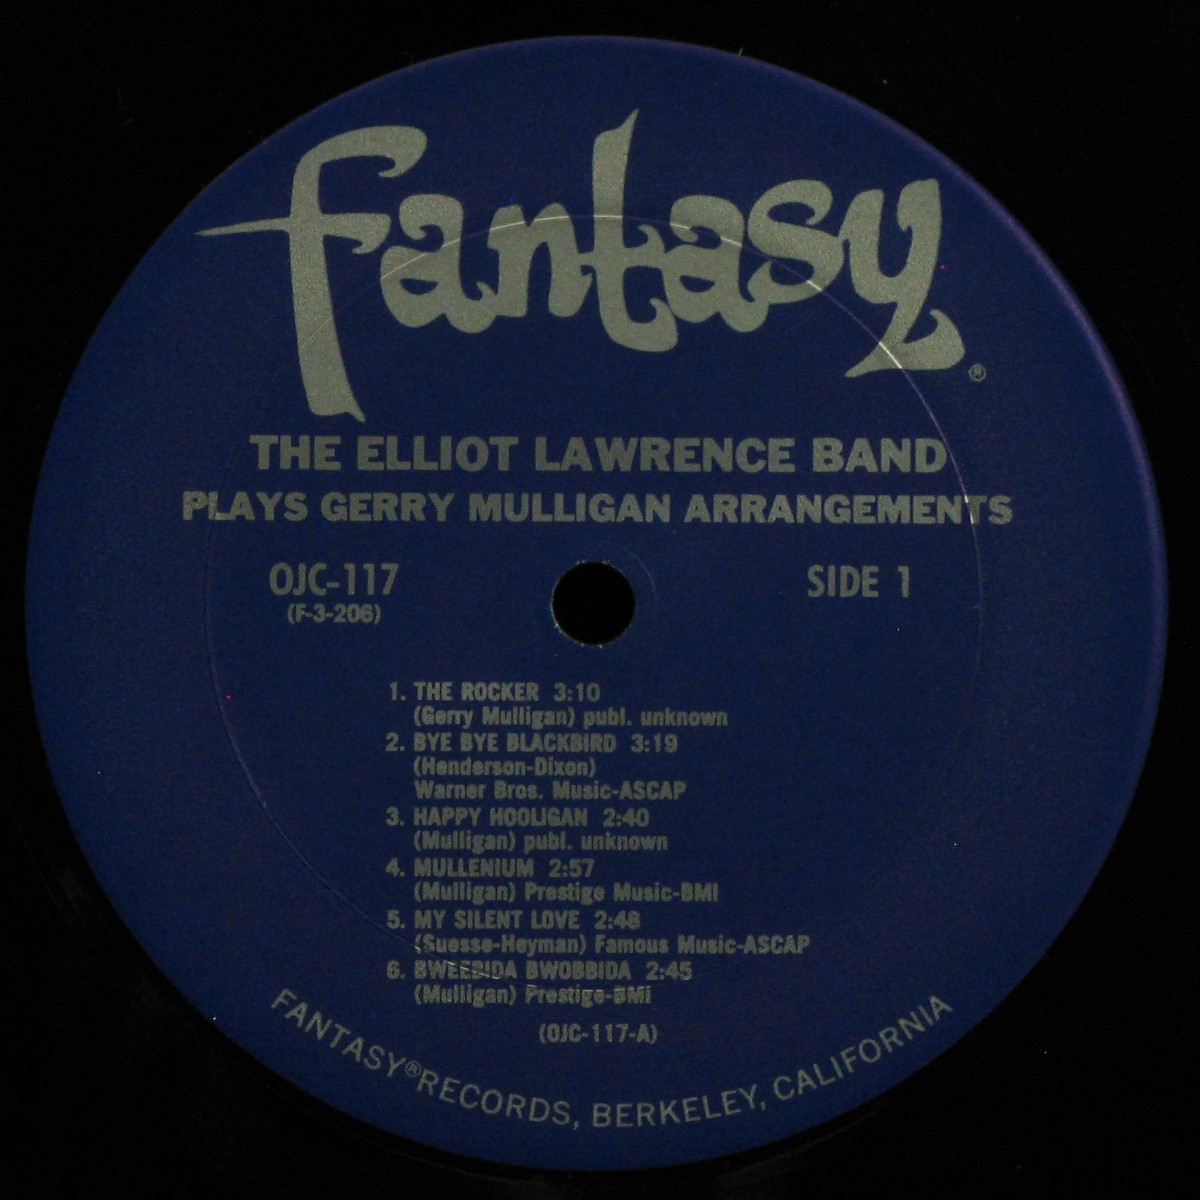 fantasy®
THE ELLIOT LAWRENCE BAND
PLAYS GERRY MULLIGAN ARRANGEMENTS
OJC-117 SIDE 1
(F-3-206)
1. THE ROCKER 3:10
(Gerry Mulligan) publ. unknown
2. BYE BYE BLACKBIRD 3:19
(Henderson-Dixon)
Warner Bros. Music-ASCAP
3. HAPPY HOOLIGAN 2:40
(Mulligan) publ. unknown
4. MULLENIUM 2:57
(Mulligan) Prestige Music-BMI
5. MY SILENT LOVE 2:48
(Suesse-Heyman) Famous Music-ASCAP
6. BWEEBIDA BWOBBIDA 2:45
(Mulligan) Prestige-BMI
(OJC-117-A)
FANTASY® RECORDS, BERKELEY, CALIFORNIA